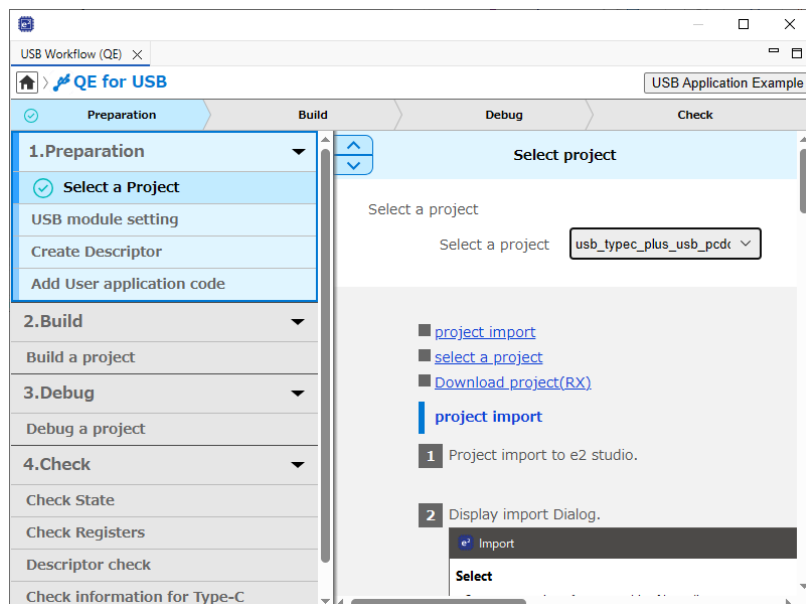 USB Workflow (QE)
QE for USB
USB Application Example
Preparation
Build
Debug
Check
1.Preparation
Select a Project
USB module setting
Create Descriptor
Add User application code
2.Build
Build a project
3.Debug
Debug a project
4.Check
Check State
Check Registers
Descriptor check
Check information for Type-C
Select project
Select a project
Select a project
usb_typec_plus_usb_pcdc
project import
select a project
Download project(RX)
project import
1 Project import to e2 studio.
2 Display import Dialog.
e² Import
Select